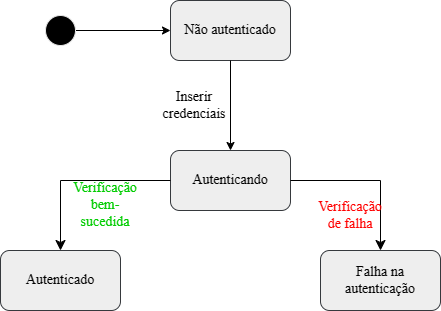 Não autenticado
Inserir
credenciais
Autenticando
Verificação
bem-
sucedida
Verificação
de falha
Autenticado
Falha na
autenticação